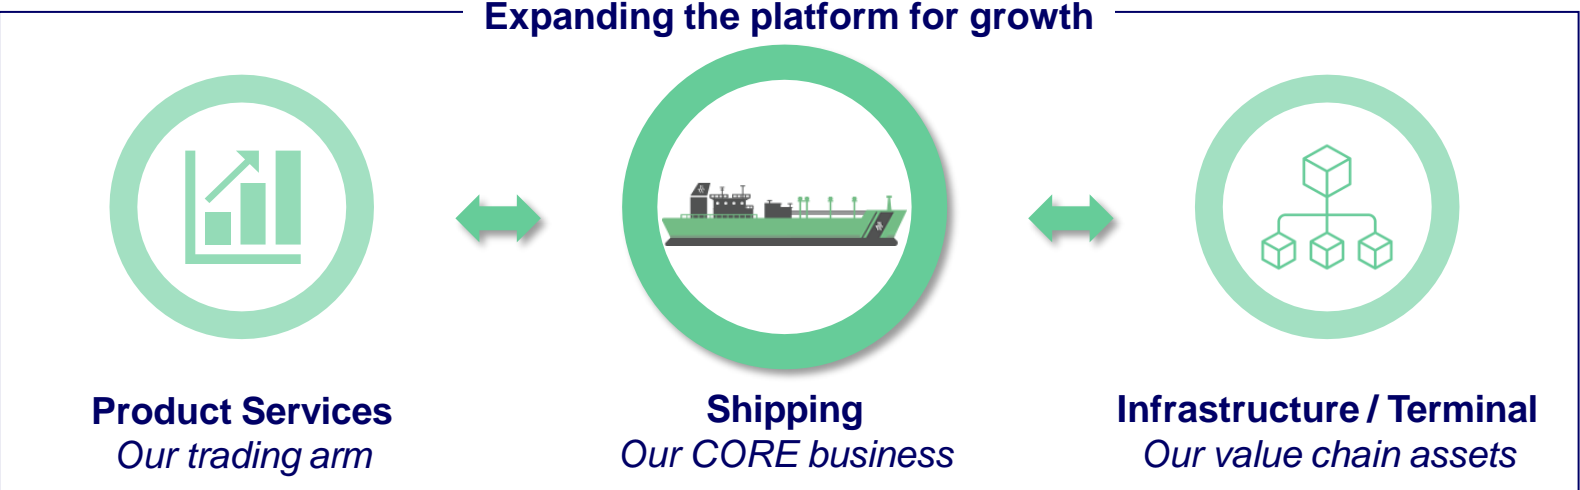 Expanding the platform for growth
Product Services
Our trading arm
Shipping
Our CORE business
Infrastructure / Terminal
Our value chain assets